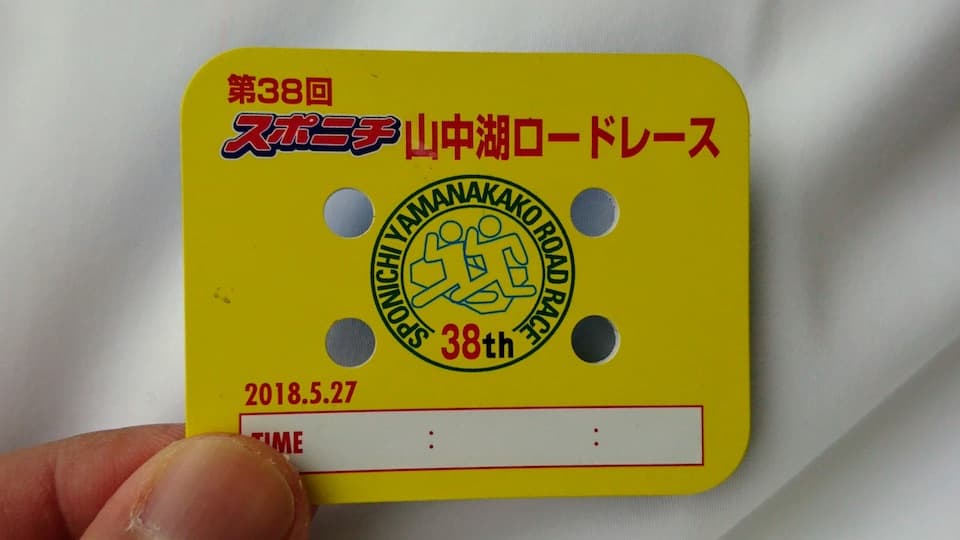 第38回
スポニチ 山中湖ロードレース
SPONICHI YAMANAKAKO ROAD RACE
38th
2018.5.27
TIME : :